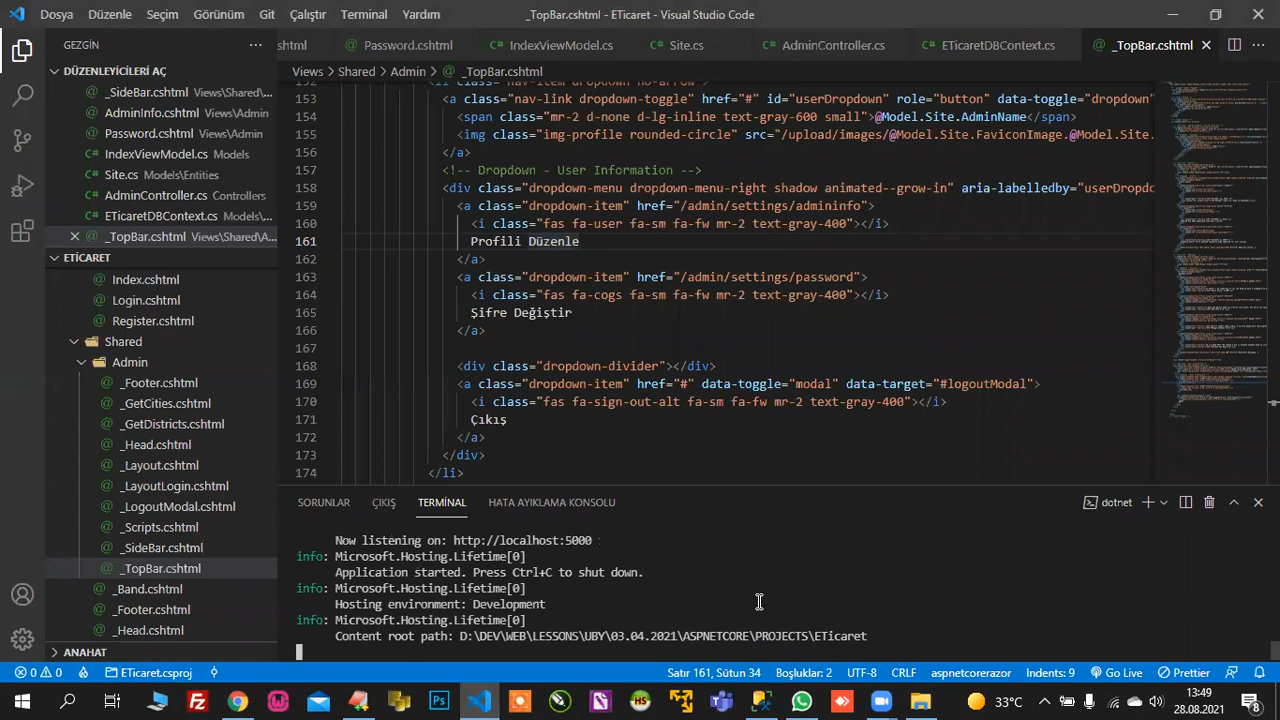 Dosya Düzenle Seçim Görünüm Git Çalıştır Terminal Yardım
_TopBar.cshtml - ETicaret - Visual Studio Code
GEZGİN
shtml Password.cshtml IndexViewModel.cs Site.cs AdminController.cs ETicaretDBContext.cs _TopBar.cshtml
DÜZENLEYİCİLERİ AÇ
_SideBar.cshtml Views\Shared\...
AdminInfo.cshtml Views\Admin
Password.cshtml Views\Admin
IndexViewModel.cs Models
Site.cs Models\Entities
AdminController.cs Controllers
ETicaretDBContext.cs Models\...
_TopBar.cshtml Views\Shared\A...
ETICARET
Index.cshtml
Login.cshtml
Register.cshtml
Shared
Admin
_Footer.cshtml
_GetCities.cshtml
_GetDistricts.cshtml
_Head.cshtml
_Layout.cshtml
_LayoutLogin.cshtml
_LogoutModal.cshtml
_Scripts.cshtml
_SideBar.cshtml
_TopBar.cshtml
_Band.cshtml
_Footer.cshtml
_Head.cshtml
ANAHAT
Views > Shared > Admin > _TopBar.cshtml
152 <li class="nav-item dropdown no-arrow">
153 <a class="nav-link dropdown-toggle" href="#" id="userDropdown" role="button" data-toggle="dropdown"
154 <span class="mr-2 d-none d-lg-inline text-gray-600 small">@Model.Site.AdminName</span>
155 <img class="img-profile rounded-circle" src="/upload/images/@Model.Site.FaviconImage.@Model.Site.
156 </a>
157 <!-- Dropdown - User Information -->
158 <div class="dropdown-menu dropdown-menu-right shadow animated--grow-in" aria-labelledby="userDropdo
159 <a class="dropdown-item" href="/admin/settings/admininfo">
160 <i class="fas fa-user fa-sm fa-fw mr-2 text-gray-400"></i>
161 Profili Düzenle
162 </a>
163 <a class="dropdown-item" href="/admin/settings/password">
164 <i class="fas fa-cogs fa-sm fa-fw mr-2 text-gray-400"></i>
165 Şifre Değiştir
166 </a>
167
168 <div class="dropdown-divider"></div>
169 <a class="dropdown-item" href="#" data-toggle="modal" data-target="#logoutModal">
170 <i class="fas fa-sign-out-alt fa-sm fa-fw mr-2 text-gray-400"></i>
171 Çıkış
172 </a>
173 </div>
174 </li>
SORUNLAR ÇIKIŞ TERMİNAL HATA AYIKLAMA KONSOLU dotnet
Now listening on: http://localhost:5000
info: Microsoft.Hosting.Lifetime[0]
Application started. Press Ctrl+C to shut down.
info: Microsoft.Hosting.Lifetime[0]
Hosting environment: Development
info: Microsoft.Hosting.Lifetime[0]
Content root path: D:\DEV\WEB\LESSONS\UBY\03.04.2021\ASPNETCORE\PROJECTS\ETicaret
0 0 ETicaret.csproj Satır 161, Sütun 34 Boşluklar: 2 UTF-8 CRLF aspnetcorerazor Indents: 9 Go Live Prettier
33°C 13:49
28.08.2021 8